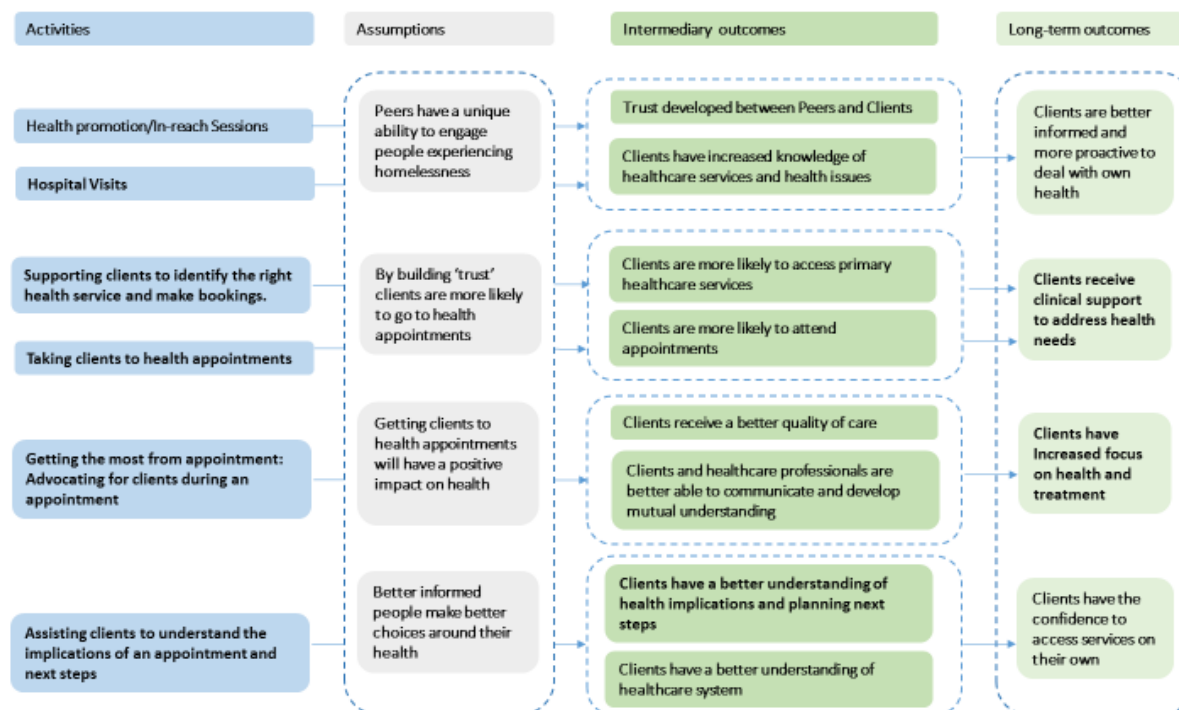 Activities
Assumptions
Intermediary outcomes
Long-term outcomes
Health promotion/In-reach Sessions
Hospital Visits
Supporting clients to identify the right
health service and make bookings.
Taking clients to health appointments
Getting the most from appointment:
Advocating for clients during an
appointment
Assisting clients to understand the
implications of an appointment and
next steps
Peers have a unique
ability to engage
people experiencing
homelessness
By building ‘trust’
clients are more likely
to go to health
appointments
Getting clients to
health appointments
will have a positive
impact on health
Better informed
people make better
choices around their
health
Trust developed between Peers and Clients
Clients have increased knowledge of
healthcare services and health issues
Clients are more likely to access primary
healthcare services
Clients are more likely to attend
appointments
Clients receive a better quality of care
Clients and healthcare professionals are
better able to communicate and develop
mutual understanding
Clients have a better understanding of
health implications and planning next
steps
Clients have a better understanding of
healthcare system
Clients are better
informed and
more proactive to
deal with own
health
Clients receive
clinical support
to address health
needs
Clients have
Increased focus
on health and
treatment
Clients have the
confidence to
access services on
their own